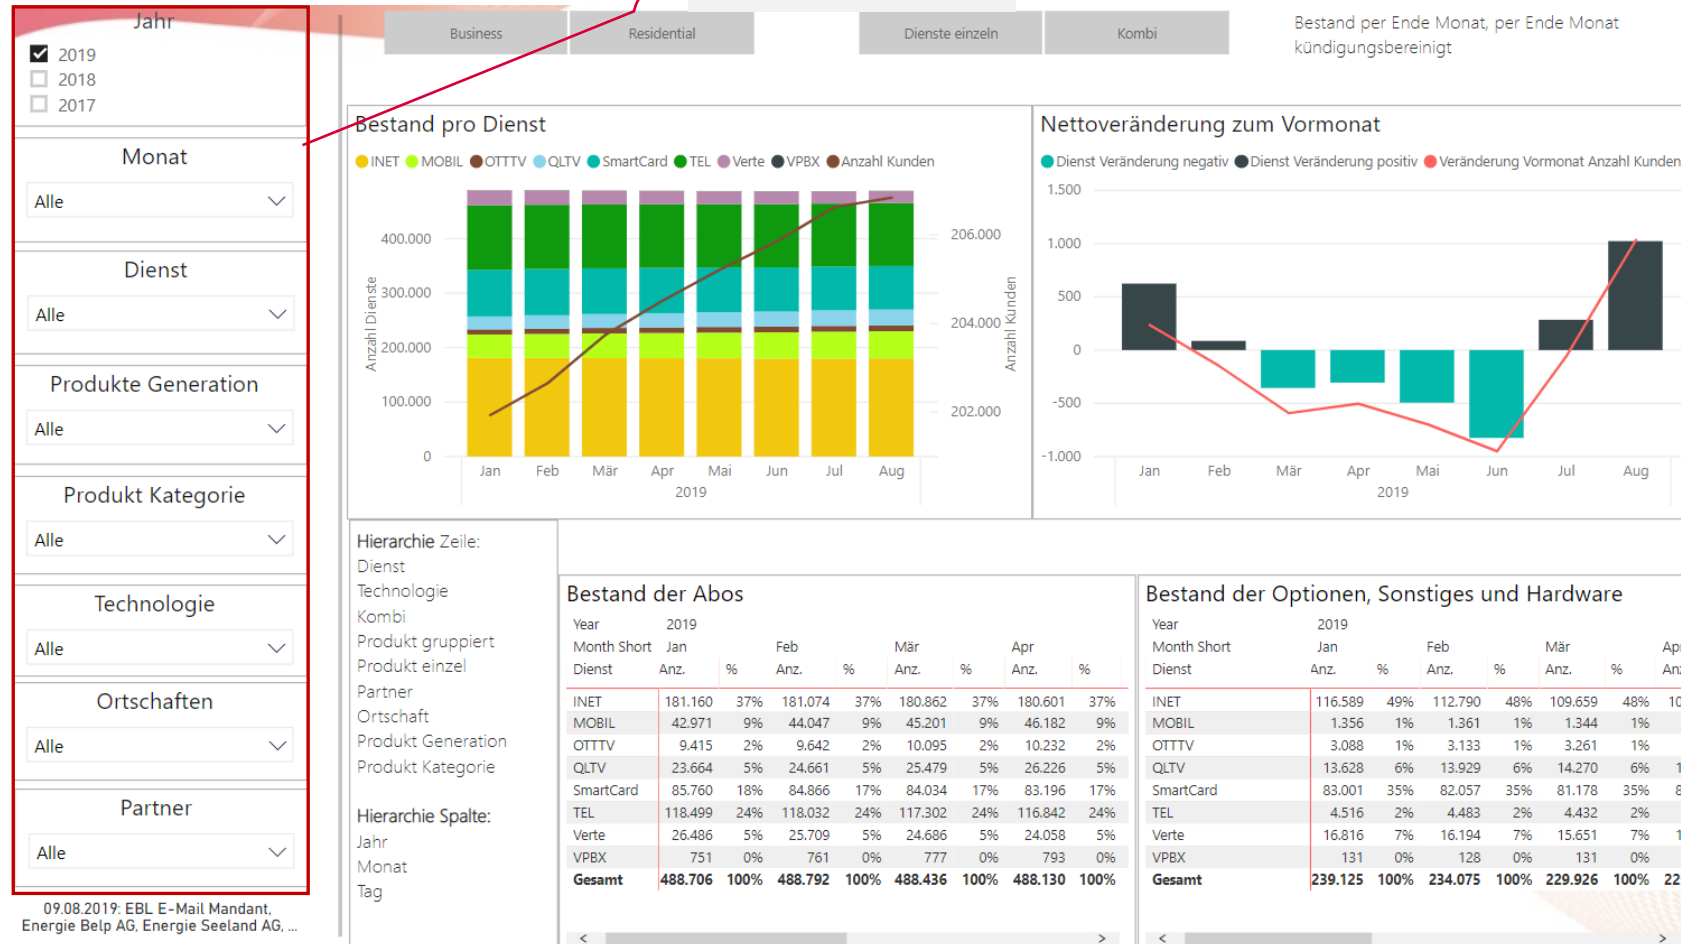 Jahr
2019
2018
2017
Monat
Alle
Dienst
Alle
Produkte Generation
Alle
Produkt Kategorie
Alle
Technologie
Alle
Ortschaften
Alle
Partner
Alle
09.08.2019: EBL E-Mail Mandant,
Energie Belp AG, Energie Seeland AG, ...
Business Residential Dienste einzeln Kombi
Bestand per Ende Monat, per Ende Monat
kündigungsbereinigt
Bestand pro Dienst
INET MOBIL OTTTV QLTV SmartCard TEL Verte VPBX Anzahl Kunden
Anzahl Dienste
400.000
300.000
200.000
100.000
0
206.000
204.000
202.000
Anzahl Kunden
Jan Feb Mär Apr Mai Jun Jul Aug
2019
Nettoveränderung zum Vormonat
Dienst Veränderung negativ Dienst Veränderung positiv Veränderung Vormonat Anzahl Kunden
1.500
1.000
500
0
-500
-1.000
Jan Feb Mär Apr Mai Jun Jul Aug
2019
Hierarchie Zeile:
Dienst
Technologie
Kombi
Produkt gruppiert
Produkt einzel
Partner
Ortschaft
Produkt Generation
Produkt Kategorie
Hierarchie Spalte:
Jahr
Monat
Tag
Bestand der Abos
Year 2019
Month Short Jan Feb Mär Apr
Dienst Anz. % Anz. % Anz. % Anz. %
INET 181.160 37% 181.074 37% 180.862 37% 180.601 37%
MOBIL 42.971 9% 44.047 9% 45.201 9% 46.182 9%
OTTTV 9.415 2% 9.642 2% 10.095 2% 10.232 2%
QLTV 23.664 5% 24.661 5% 25.479 5% 26.226 5%
SmartCard 85.760 18% 84.866 17% 84.034 17% 83.196 17%
TEL 118.499 24% 118.032 24% 117.302 24% 116.842 24%
Verte 26.486 5% 25.709 5% 24.686 5% 24.058 5%
VPBX 751 0% 761 0% 777 0% 793 0%
Gesamt 488.706 100% 488.792 100% 488.436 100% 488.130 100%
Bestand der Optionen, Sonstiges und Hardware
Year 2019
Month Short Jan Feb Mär
Dienst Anz. % Anz. % Anz. %
INET 116.589 49% 112.790 48% 109.659 48%
MOBIL 1.356 1% 1.361 1% 1.344 1%
OTTTV 3.088 1% 3.133 1% 3.261 1%
QLTV 13.628 6% 13.929 6% 14.270 6%
SmartCard 83.001 35% 82.057 35% 81.178 35%
TEL 4.516 2% 4.483 2% 4.432 2%
Verte 16.816 7% 16.194 7% 15.651 7%
VPBX 131 0% 128 0% 131 0%
Gesamt 239.125 100% 234.075 100% 229.926 100%